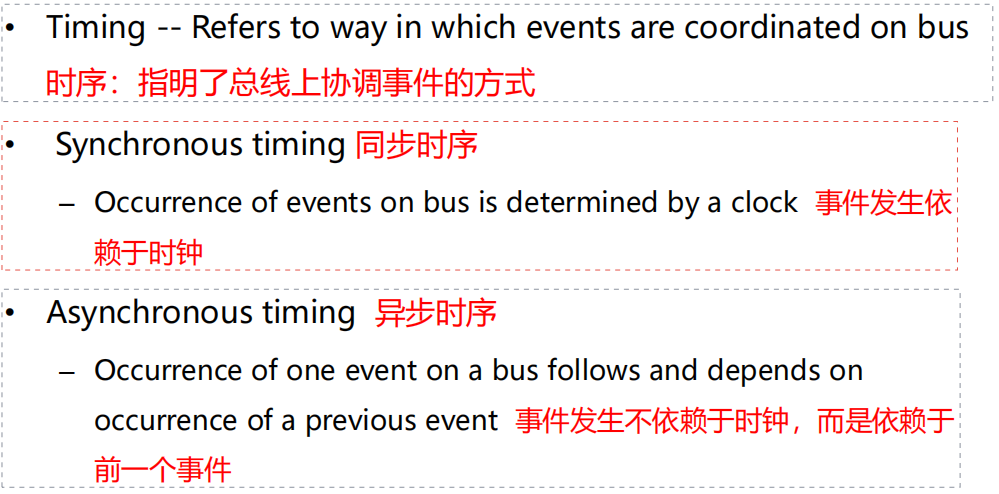 • Timing -- Refers to way in which events are coordinated on bus
时序：指明了总线上协调事件的方式
• Synchronous timing 同步时序
– Occurrence of events on bus is determined by a clock 事件发生依
赖于时钟
• Asynchronous timing 异步时序
– Occurrence of one event on a bus follows and depends on
occurrence of a previous event 事件发生不依赖于时钟，而是依赖于
前一个事件